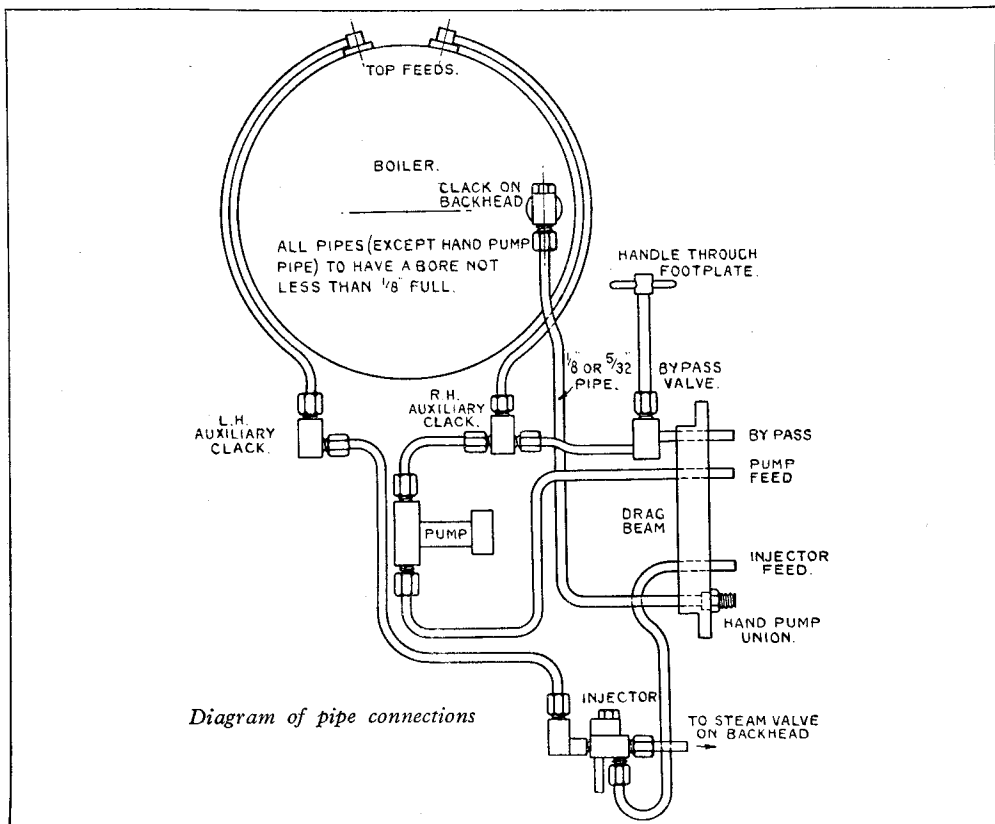 TOP FEEDS.
BOILER.
CLACK ON
BACKHEAD
ALL PIPES (EXCEPT HAND PUMP
PIPE) TO HAVE A BORE NOT
LESS THAN 1/8" FULL.
HANDLE THROUGH
FOOTPLATE.
1/8" OR 5/32"
PIPE.
BYPASS
VALVE.
R.H.
AUXILIARY
CLACK.
L.H.
AUXILIARY
CLACK.
BY PASS
PUMP
FEED
DRAG
BEAM
PUMP
INJECTOR
FEED.
HAND PUMP
UNION.
INJECTOR
Diagram of pipe connections
TO STEAM VALVE
ON BACKHEAD